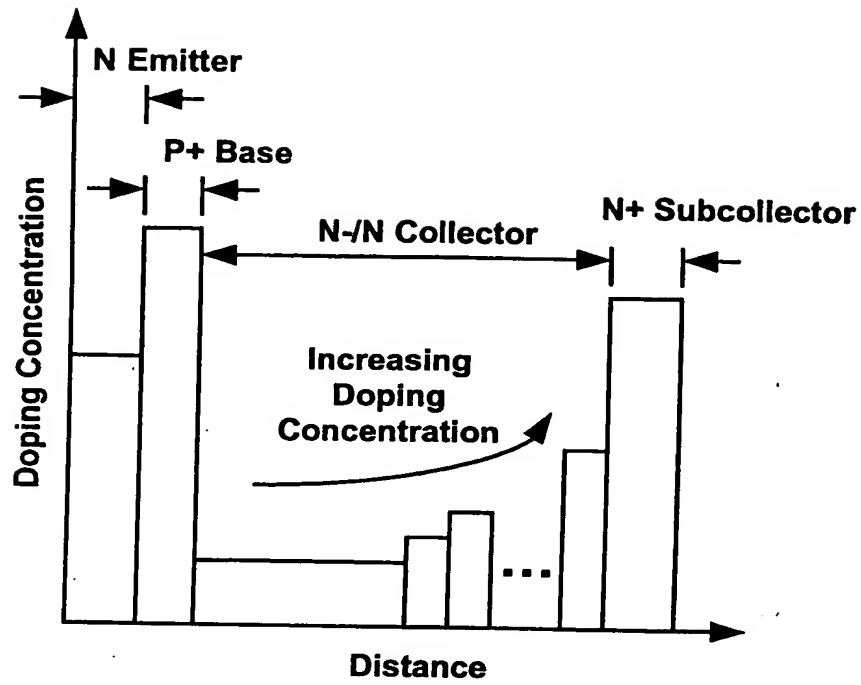 N Emitter
P+ Base
N+ Subcollector
N-/N Collector
Increasing
Doping
Concentration
Doping Concentration
...
Distance